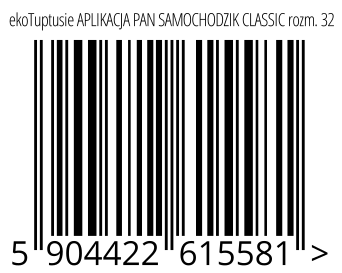 ekoTuptusie APLIKACJA PAN SAMOCHODZIK CLASSIC rozm. 32
5 904422 615581 >